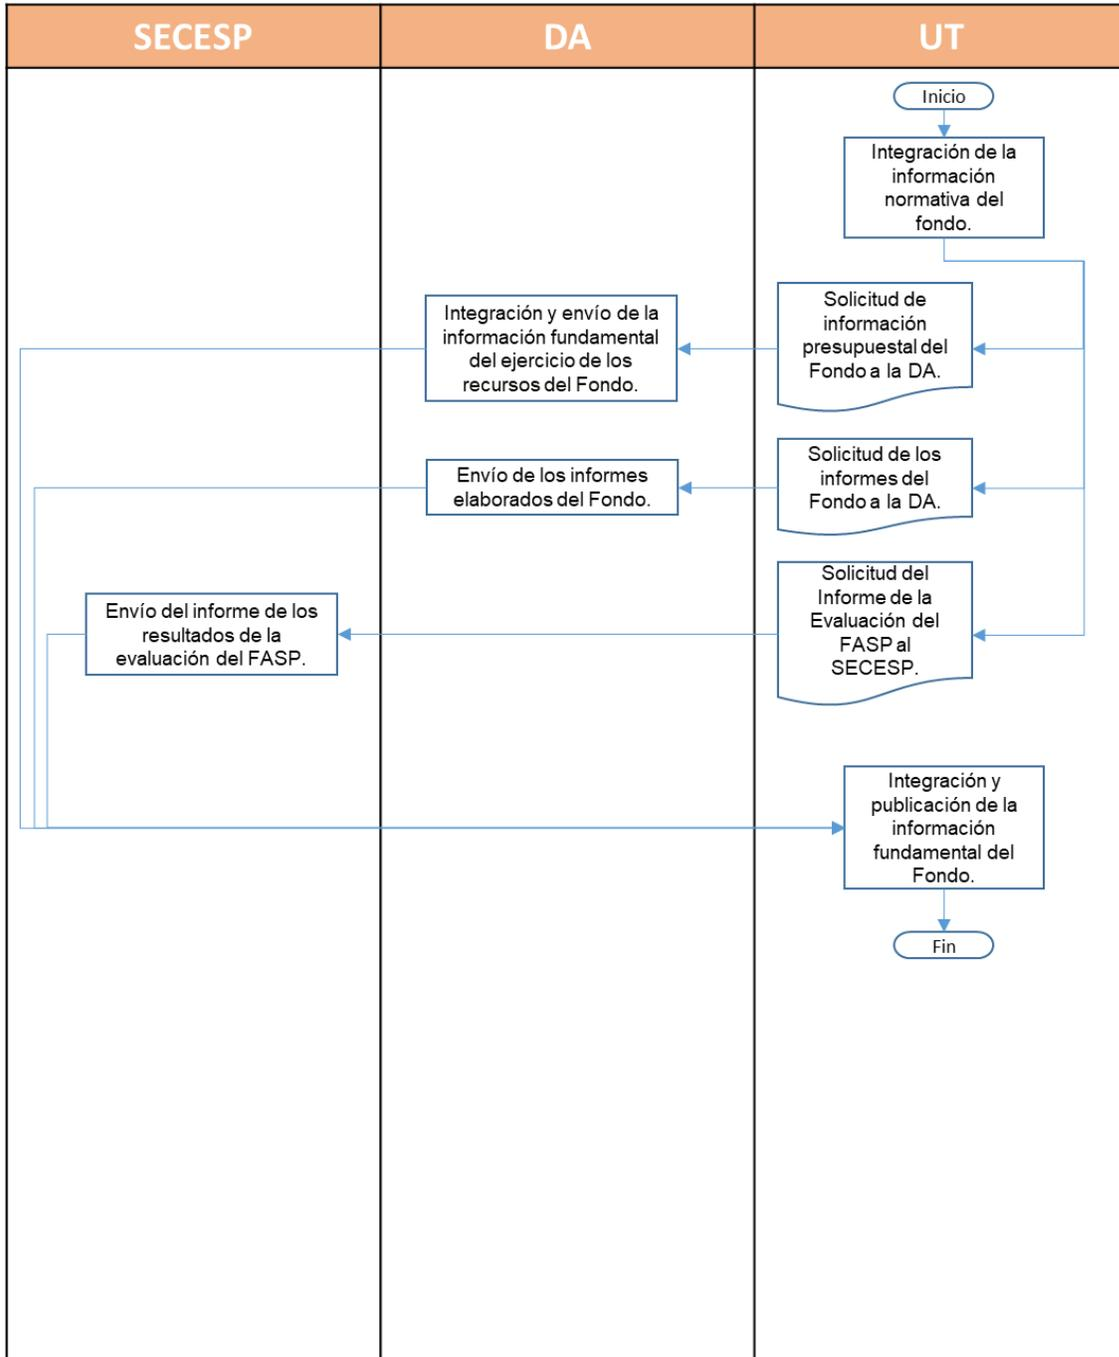 SECESP
DA
UT
Inicio
Integración de la
información
normativa del
fondo.
Solicitud de
información
presupuestal del
Fondo a la DA.
Integración y envío de la
información fundamental
del ejercicio de los
recursos del Fondo.
Solicitud de los
informes del
Fondo a la DA.
Envío de los informes
elaborados del Fondo.
Solicitud del
Informe de la
Evaluación del
FASP al
SECESP.
Envío del informe de los
resultados de la
evaluación del FASP.
Integración y
publicación de la
información
fundamental del
Fondo.
Fin